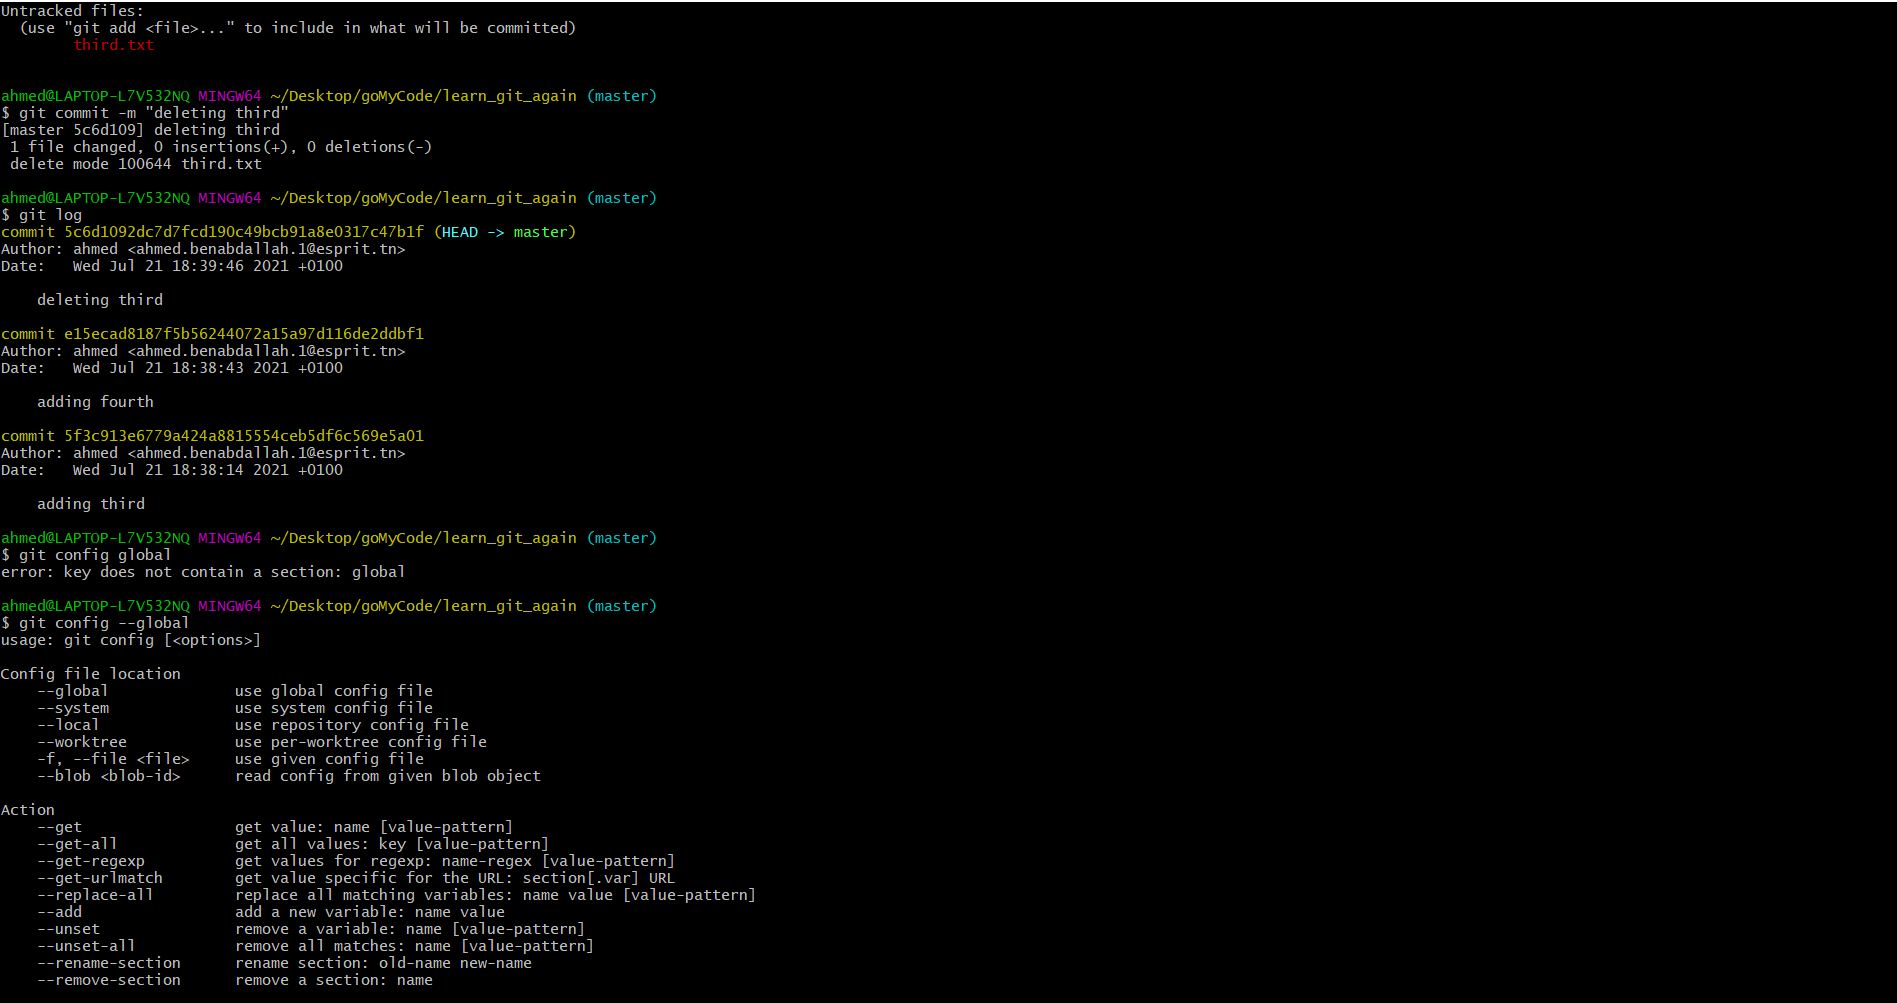 Untracked files:
  (use "git add <file>..." to include in what will be committed)
        third.txt

ahmed@LAPTOP-L7V532NQ MINGW64 ~/Desktop/goMyCode/learn_git_again (master)
$ git commit -m "deleting third"
[master 5c6d109] deleting third
 1 file changed, 0 insertions(+), 0 deletions(-)
 delete mode 100644 third.txt

ahmed@LAPTOP-L7V532NQ MINGW64 ~/Desktop/goMyCode/learn_git_again (master)
$ git log
commit 5c6d1092dc7d7fcd190c49bcb91a8e0317c47b1f (HEAD -> master)
Author: ahmed <ahmed.benabdallah.1@esprit.tn>
Date:   Wed Jul 21 18:39:46 2021 +0100

    deleting third

commit e15ecad8187f5b56244072a15a97d116de2ddbf1
Author: ahmed <ahmed.benabdallah.1@esprit.tn>
Date:   Wed Jul 21 18:38:43 2021 +0100

    adding fourth

commit 5f3c913e6779a424a8815554ceb5df6c569e5a01
Author: ahmed <ahmed.benabdallah.1@esprit.tn>
Date:   Wed Jul 21 18:38:14 2021 +0100

    adding third

ahmed@LAPTOP-L7V532NQ MINGW64 ~/Desktop/goMyCode/learn_git_again (master)
$ git config global
error: key does not contain a section: global

ahmed@LAPTOP-L7V532NQ MINGW64 ~/Desktop/goMyCode/learn_git_again (master)
$ git config --global
usage: git config [<options>]

Config file location
    --global              use global config file
    --system              use system config file
    --local               use repository config file
    --worktree            use per-worktree config file
    -f, --file <file>     use given config file
    --blob <blob-id>      read config from given blob object

Action
    --get                 get value: name [value-pattern]
    --get-all             get all values: key [value-pattern]
    --get-regexp          get values for regexp: name-regex [value-pattern]
    --get-urlmatch        get value specific for the URL: section[.var] URL
    --replace-all         replace all matching variables: name value [value-pattern]
    --add                 add a new variable: name value
    --unset               remove a variable: name [value-pattern]
    --unset-all           remove all matches: name [value-pattern]
    --rename-section      rename section: old-name new-name
    --remove-section      remove a section: name